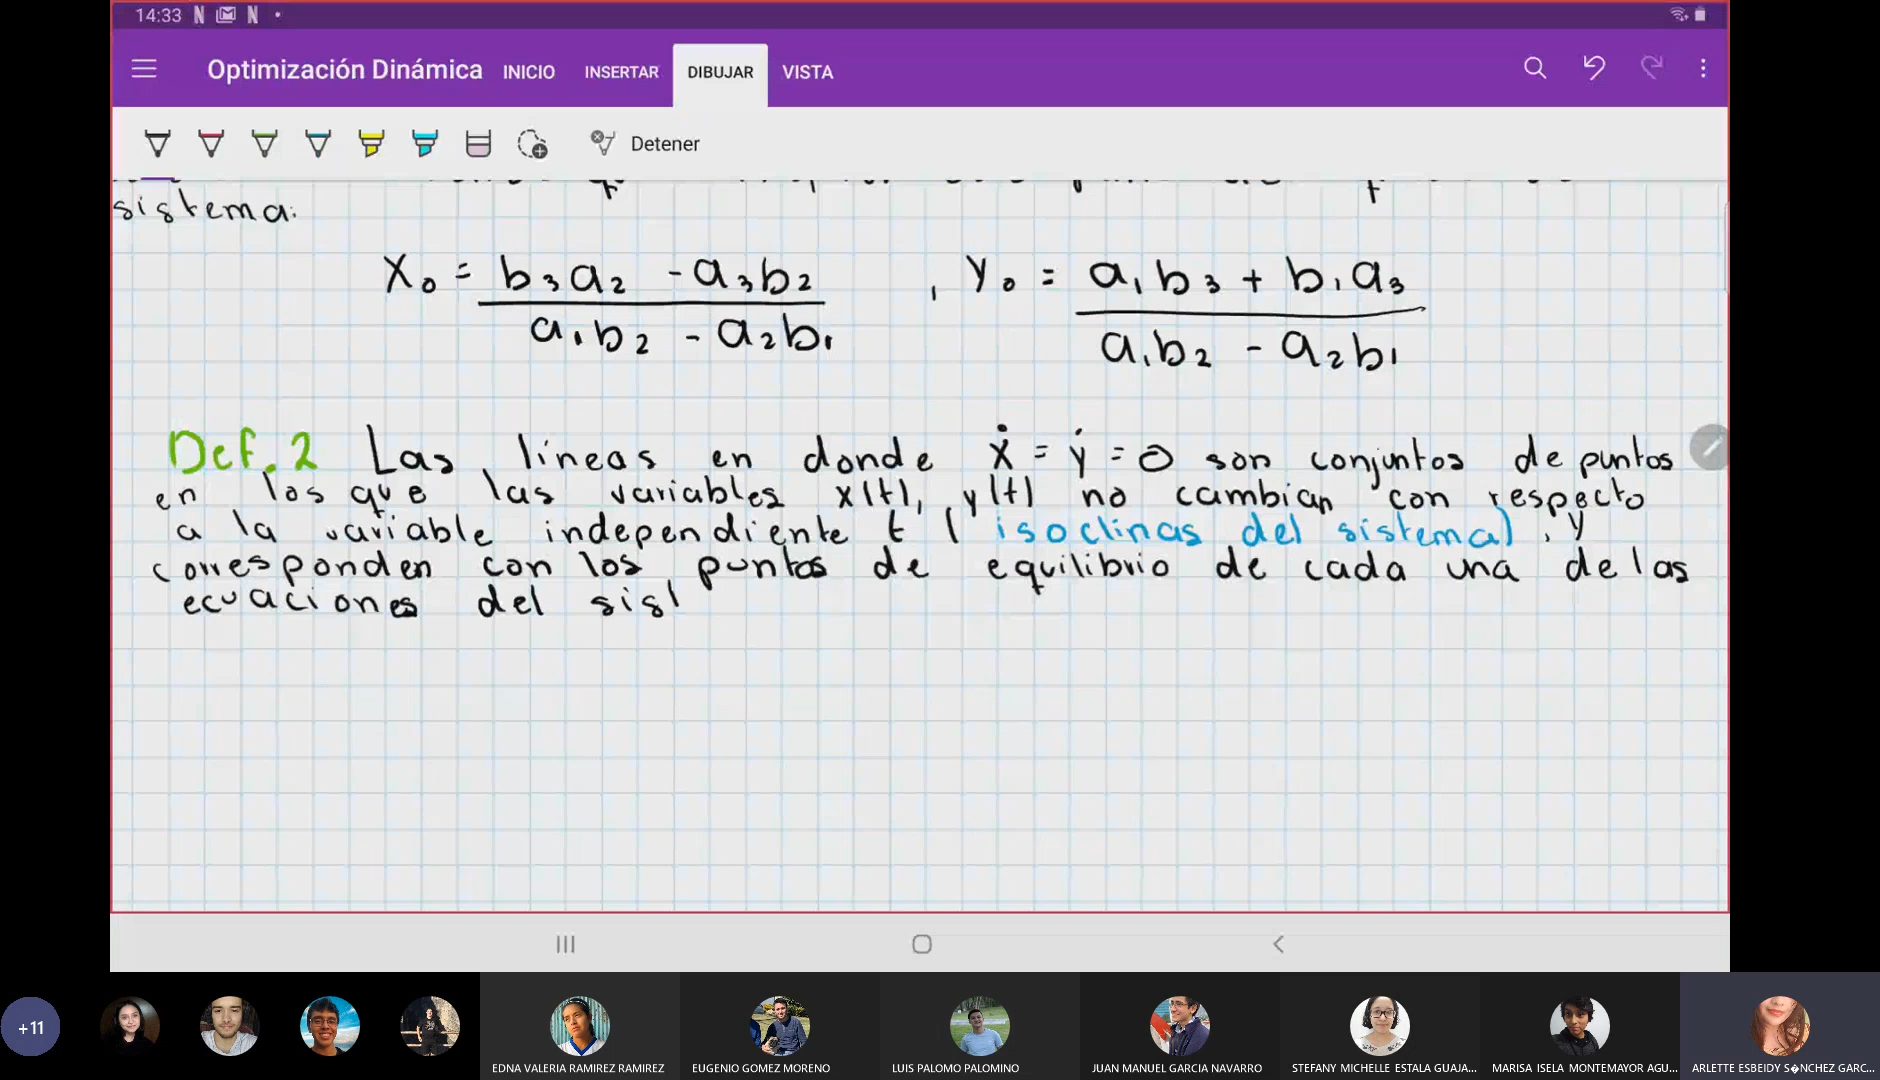 14:33
Optimización Dinámica INICIO INSERTAR DIBUJAR VISTA
Detener
sistema:
X₀ = b₃a₂ - a₃b₂ / a₁b₂ - a₂b₁ , Y₀ = a₁b₃ + b₁a₃ / a₁b₂ - a₂b₁
Def. 2 Las líneas en donde ẋ = ẏ = 0 son conjuntos de puntos
en los que las variables x(t), y(t) no cambian con respecto
a la variable independiente t (isoclinas del sistema), y
corresponden con los puntos de equilibrio de cada una de las
ecuaciones del sist
+11
EDNA VALERIA RAMIREZ RAMIREZ
EUGENIO GOMEZ MORENO
LUIS PALOMO PALOMINO
JUAN MANUEL GARCIA NAVARRO
STEFANY MICHELLE ESTALA GUAJA...
MARISA ISELA MONTEMAYOR AGU...
ARLETTE ESBEIDY S�NCHEZ GARC...